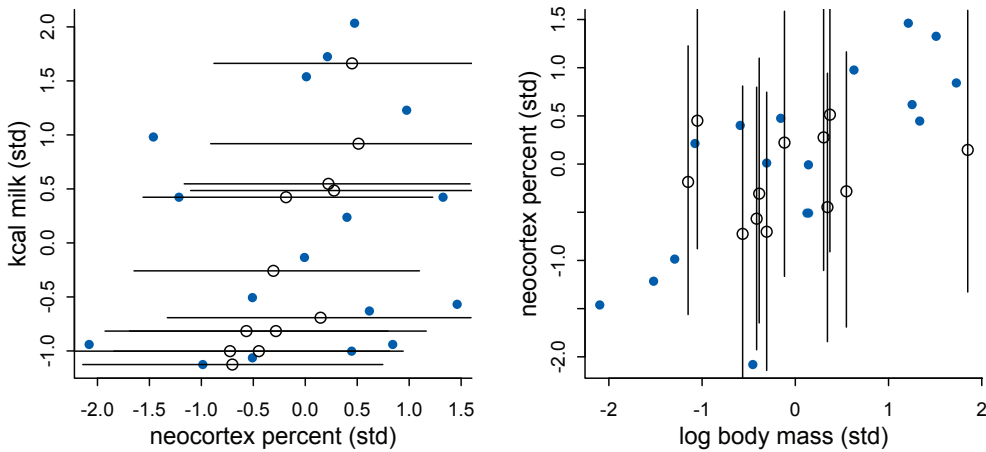 kcal milk (std)
2.0
1.5
1.0
0.5
0.0
-0.5
-1.0
-2.0 -1.5 -1.0 -0.5 0.0 0.5 1.0 1.5
neocortex percent (std)
neocortex percent (std)
1.5
1.0
0.0
-1.0
-2.0
-2 -1 0 1 2
log body mass (std)